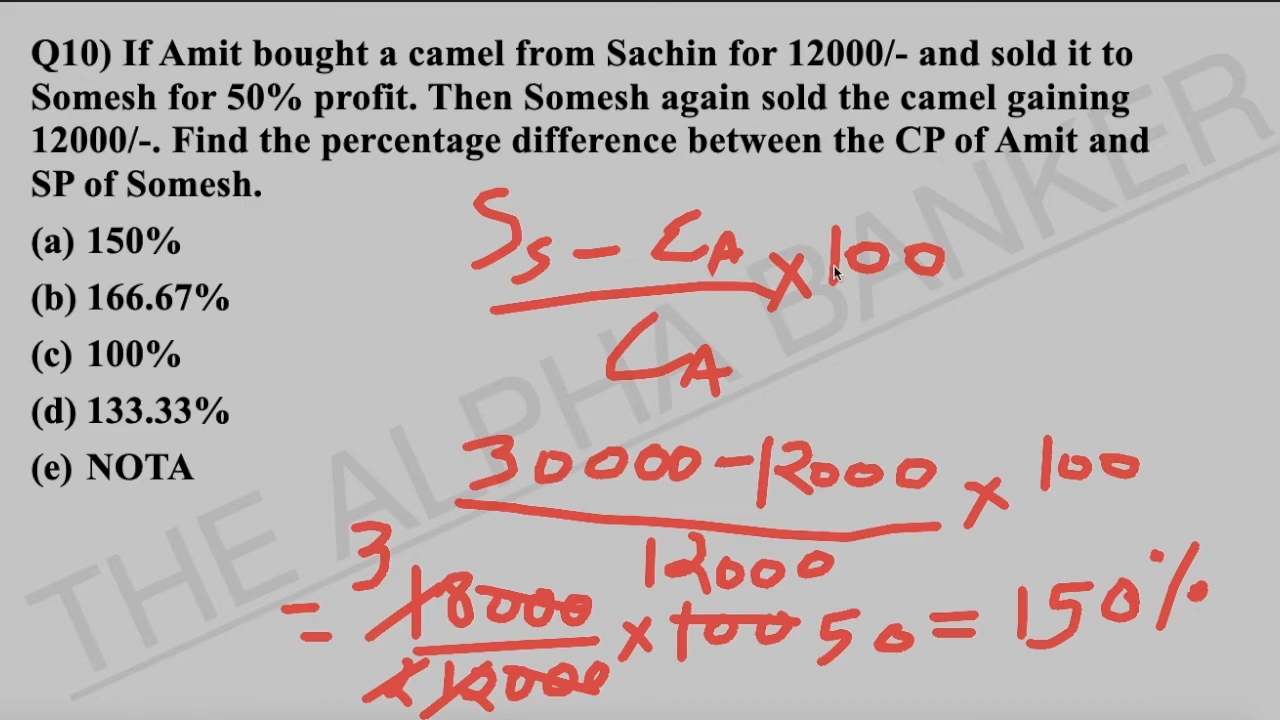 Q10) If Amit bought a camel from Sachin for 12000/- and sold it to
Somesh for 50% profit. Then Somesh again sold the camel gaining
12000/-. Find the percentage difference between the CP of Amit and
SP of Somesh.
(a) 150%
(b) 166.67%
(c) 100%
(d) 133.33%
(e) NOTA
S_S - C_A × 100
C_A
30000 - 12000 × 100
12000
= 3 18000 × 100 50 = 150%
2 12000
THE ALPHA BANKER